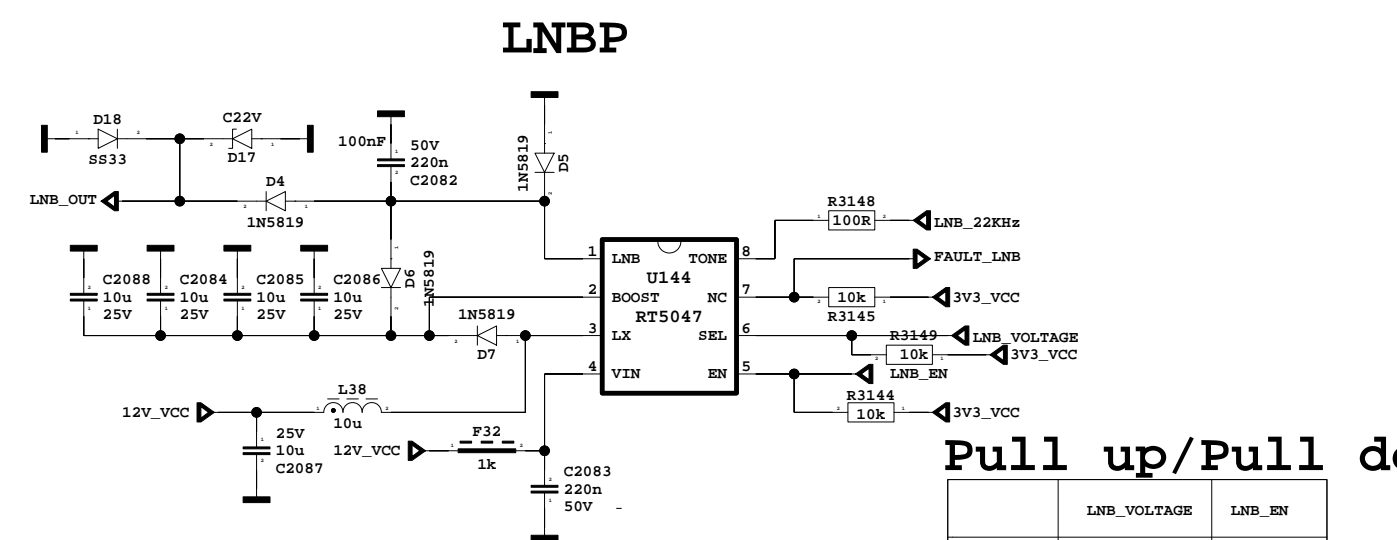 LNBP
D18
SS33
C22V
D17
LNB_OUT
D4
1N5819
100nF
50V
220n
C2082
1N5819
D5
C2088
10u
25V
C2084
10u
25V
C2085
10u
25V
C2086
10u
25V
D6
1N5819
1N5819
D7
1
2
3
4
LNB
BOOST
LX
VIN
U144
RT5047
TONE
NC
SEL
EN
8
7
6
5
R3148
100R
LNB_22KHz
FAULT_LNB
10k
R3145
3V3_VCC
LNB_VOLTAGE
R3149
10k
3V3_VCC
LNB_EN
R3144
10k
3V3_VCC
12V_VCC
L38
10u
25V
10u
C2087
12V_VCC
F32
1k
C2083
220n
50V
Pull up/Pull
LNB_VOLTAGE
LNB_EN